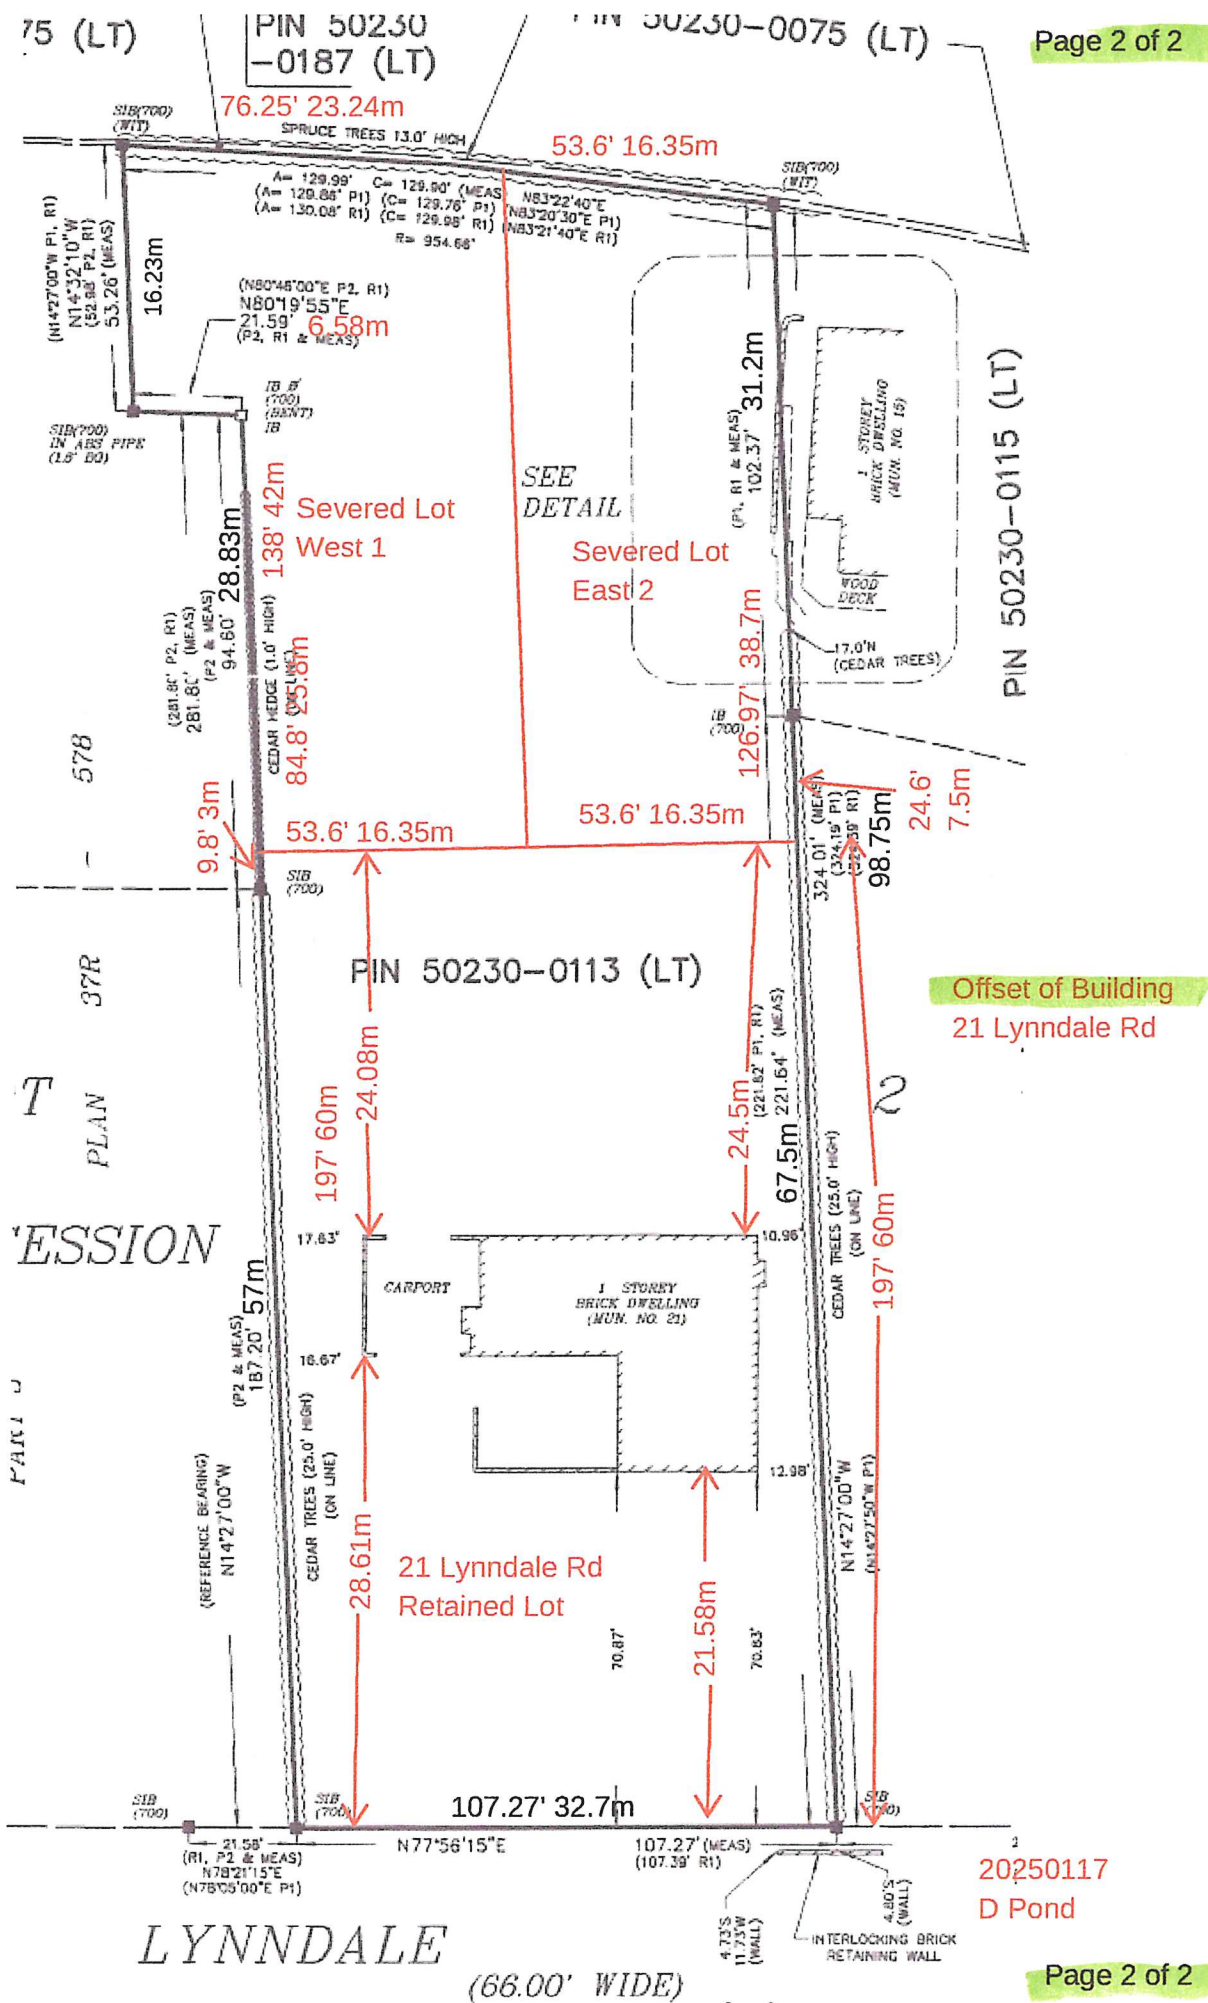 75 (LT)
PIN 50230
-0187 (LT)
PIN 50230-0075 (LT)
Page 2 of 2
SIB(700)
(WIT)
76.25' 23.24m
SPRUCE TREES 13.0' HIGH
53.6' 16.35m
SIB(700)
(WIT)
A= 129.99' C= 129.90' (MEAS) N83°22'40"E
(A= 129.86' P1) (C= 129.76' P1) (N83°20'30"E P1)
(A= 130.08' R1) (C= 129.98' R1) (N83°21'40"E R1)
R= 954.66'
(N14°27'00"W P1, R1)
N14°32'10"W
(52.98' P2, R1)
53.26' (MEAS)
16.23m
(N80°46'00"E P2, R1)
N80°19'55"E
21.59' 6.58m
(P2, R1 & MEAS)
IB Ø'
(700)
(BENT)
IB
SIB(700)
IN ABS PIPE
(1.6' DG)
(P1, R1 & MEAS)
102.37'
31.2m
1 STOREY
BRICK DWELLING
(MUN. NO. 15)
PIN 50230-0115 (LT)
SEE
DETAIL
Severed Lot
West 1
Severed Lot
East 2
138' 42m
28.83m
(281.80' P2, R1)
281.80' (MEAS)
(P2 & MEAS)
94.60'
CEDAR HEDGE (1.0' HIGH)
(ON LINE)
84.8' 25.8m
WOOD
DECK
17.0'N
(CEDAR TREES)
126.97' 38.7m
IB
(700)
578
-
37R
PLAN
9.8' 3m
53.6' 16.35m
53.6' 16.35m
24.6'
7.5m
324.01' (MEAS)
(324.19' P1)
98.75m
SIB
(700)
PIN 50230-0113 (LT)
Offset of Building
21 Lynndale Rd
T
2
24.08m
197' 60m
24.5m
(221.82' P1, R1)
221.64' (MEAS)
67.5m
CEDAR TREES (25.0' HIGH)
(ON LINE)
197' 60m
ESSION
17.63'
10.96'
CARPORT
1 STOREY
BRICK DWELLING
(MUN. NO. 21)
16.67'
57m
(P2 & MEAS)
187.20'
12.98'
CEDAR TREES (25.0' HIGH)
(ON LINE)
(REFERENCE BEARING)
N14°27'00"W
N14°27'00"W
(N14°27'50"W P1)
28.61m
21 Lynndale Rd
Retained Lot
21.58m
70.87'
70.83'
SIB
(700)
SIB
(700)
107.27' 32.7m
SIB
(700)
21.58'
(R1, P2 & MEAS)
N78°21'15"E
(N78°05'00"E P1)
N77°56'15"E
107.27' (MEAS)
(107.39' R1)
4.73'S
11.73'W
(WALL)
4.80'S
(WALL)
INTERLOCKING BRICK
RETAINING WALL
20250117
D Pond
LYNNDALE
(66.00' WIDE)
Page 2 of 2